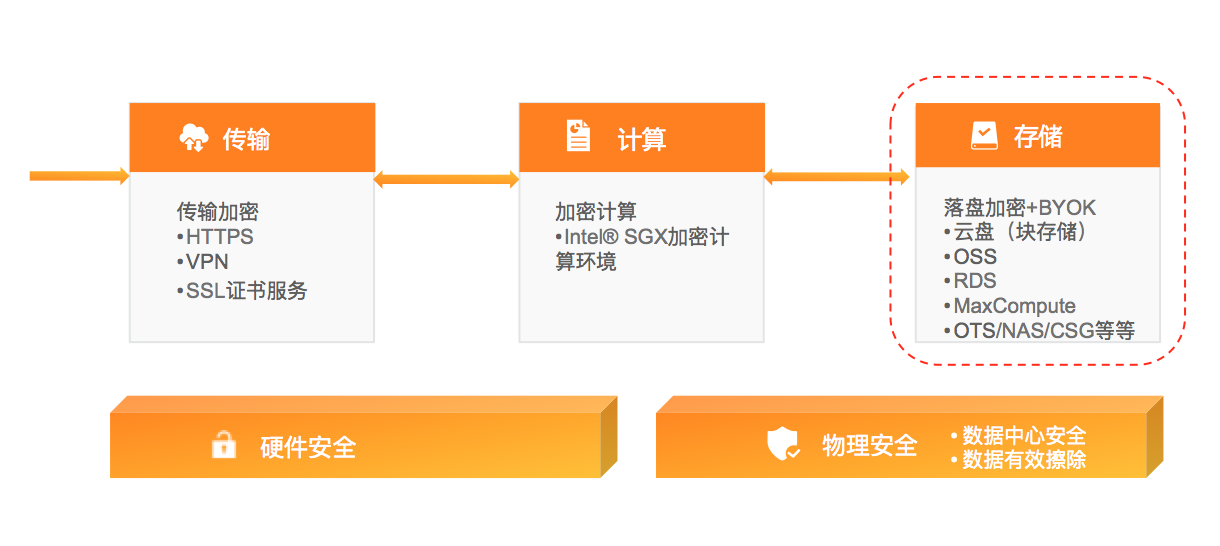 传输
传输加密
•HTTPS
•VPN
•SSL证书服务
计算
加密计算
•Intel® SGX加密计
算环境
存储
落盘加密+BYOK
•云盘（块存储）
•OSS
•RDS
•MaxCompute
•OTS/NAS/CSG等等
硬件安全
物理安全
•数据中心安全
•数据有效擦除